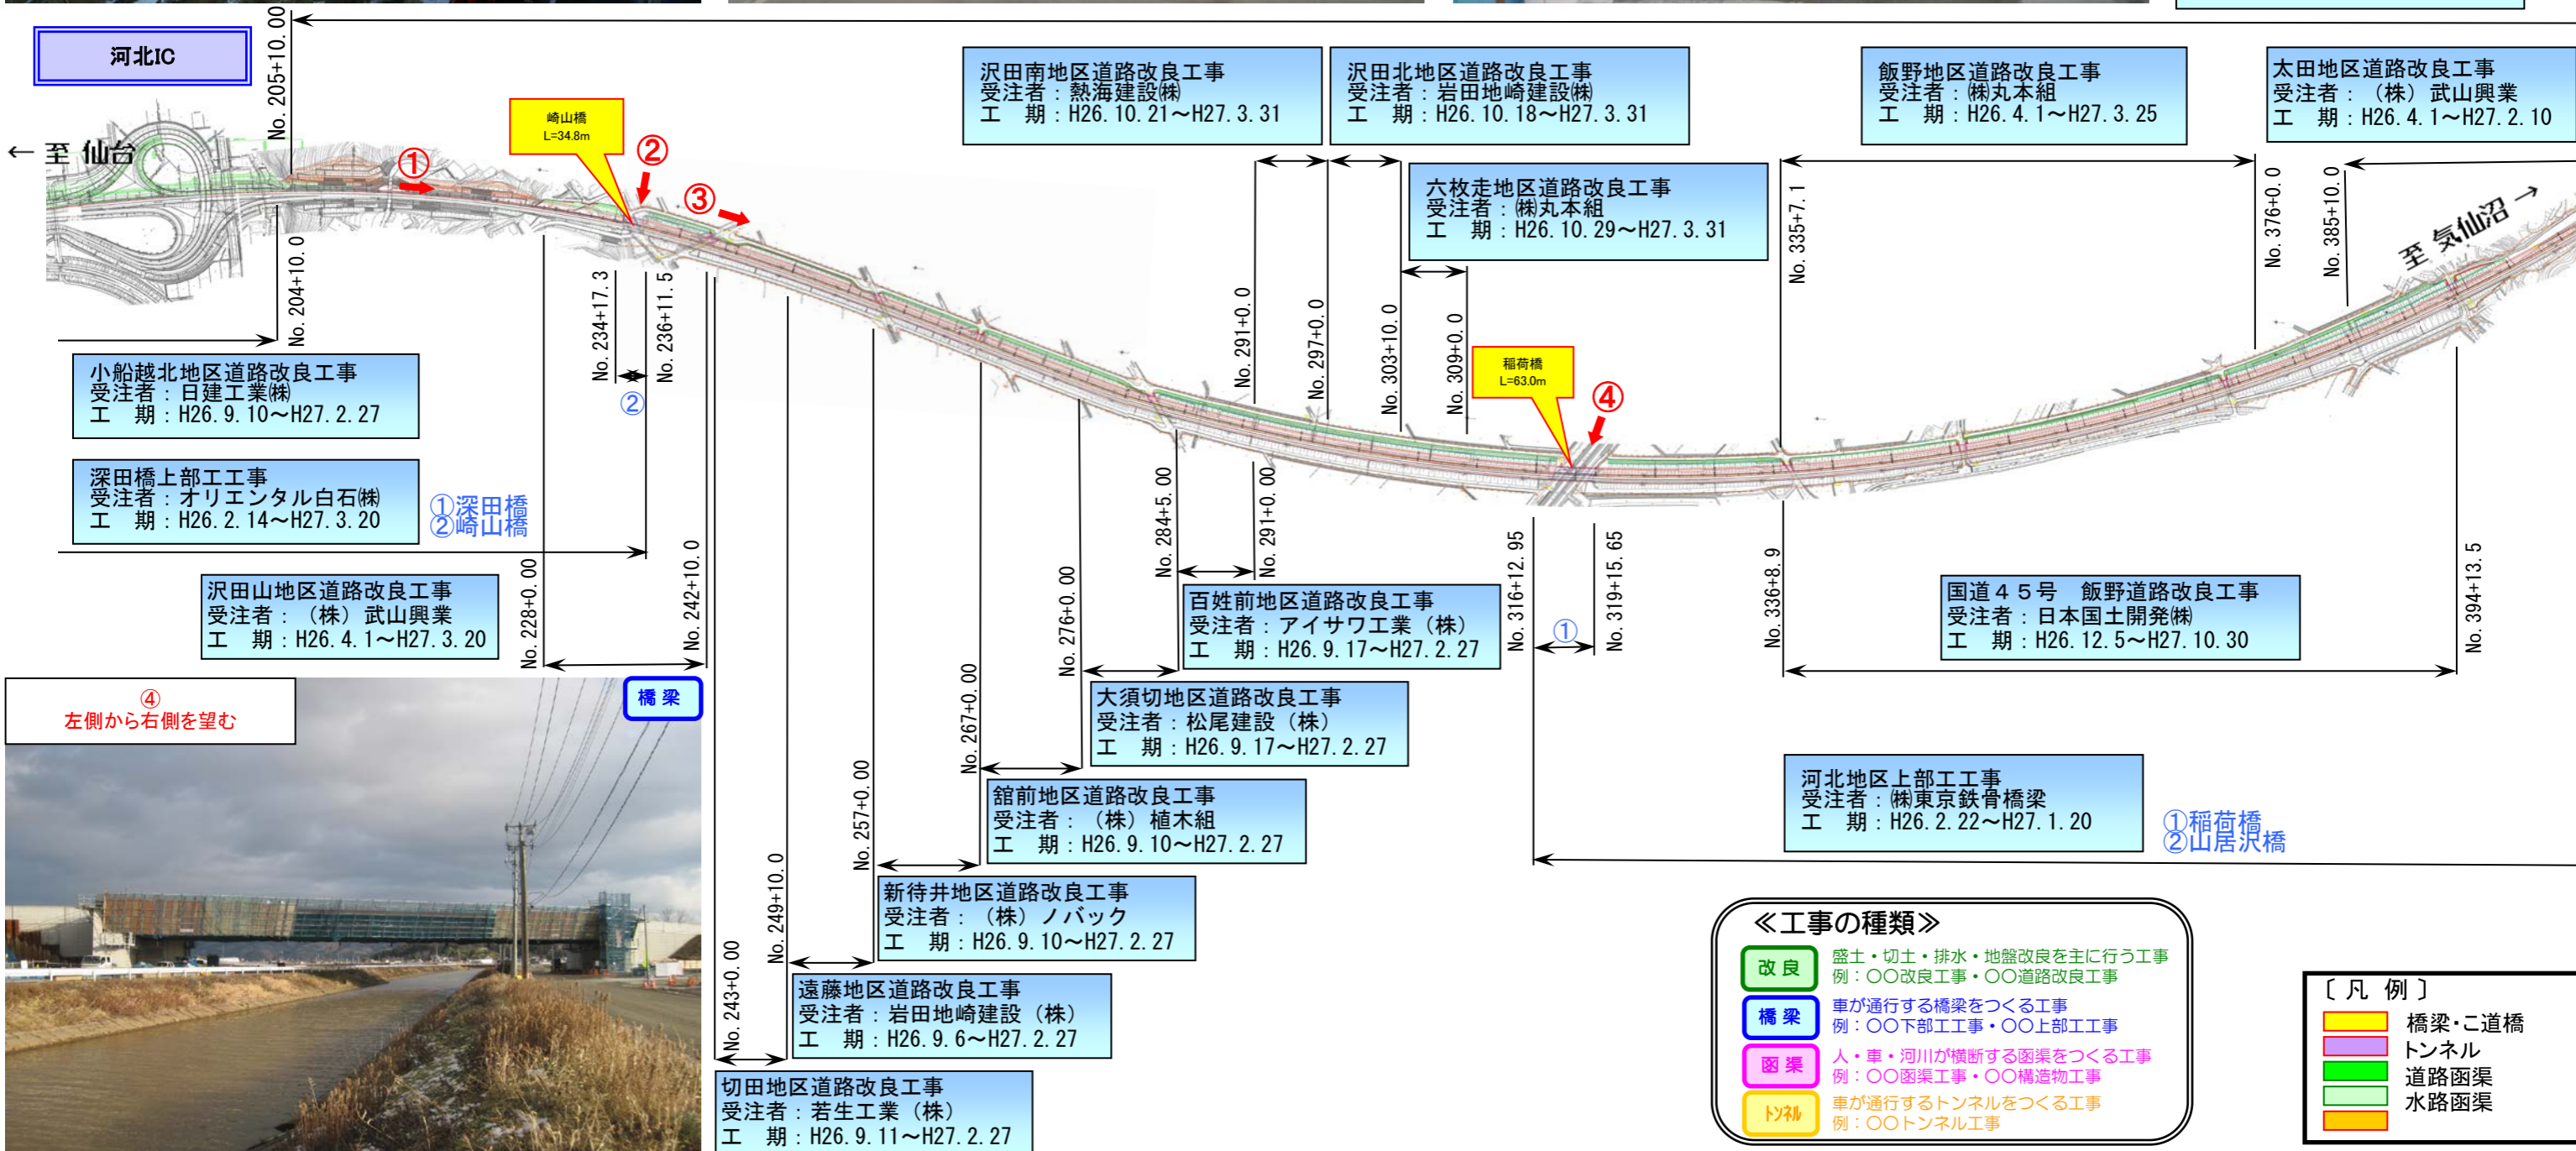 河北IC
← 至 仙台
No. 205+10. 00
崎山橋
L=34.8m
①
②
③
沢田南地区道路改良工事
受注者：熱海建設㈱
工　期：H26. 10. 21～H27. 3. 31
沢田北地区道路改良工事
受注者：岩田地崎建設㈱
工　期：H26. 10. 18～H27. 3. 31
六枚走地区道路改良工事
受注者：㈱丸本組
工　期：H26. 10. 29～H27. 3. 31
飯野地区道路改良工事
受注者：㈱丸本組
工　期：H26. 4. 1～H27. 3. 25
太田地区道路改良工事
受注者：（株）武山興業
工　期：H26. 4. 1～H27. 2. 10
No. 335+7. 1
No. 376+0. 0
No. 385+10. 0
至 気仙沼 →
No. 204+10. 0
No. 234+17. 3
No. 236+11. 5
②
No. 291+0. 0
No. 297+0. 0
No. 303+10. 0
No. 309+0. 0
稲荷橋
L=63.0m
④
小船越北地区道路改良工事
受注者：日建工業㈱
工　期：H26. 9. 10～H27. 2. 27
深田橋上部工工事
受注者：オリエンタル白石㈱
工　期：H26. 2. 14～H27. 3. 20
①深田橋
②崎山橋
沢田山地区道路改良工事
受注者：（株）武山興業
工　期：H26. 4. 1～H27. 3. 20
No. 228+0. 00
No. 242+10. 0
No. 243+0. 00
No. 249+10. 0
No. 257+0. 00
No. 267+0. 00
No. 276+0. 00
No. 284+5. 00
No. 291+0. 00
No. 316+12. 95
①
No. 319+15. 65
No. 336+8. 9
No. 394+13. 5
百姓前地区道路改良工事
受注者：アイサワ工業（株）
工　期：H26. 9. 17～H27. 2. 27
大須切地区道路改良工事
受注者：松尾建設（株）
工　期：H26. 9. 17～H27. 2. 27
舘前地区道路改良工事
受注者：（株）植木組
工　期：H26. 9. 10～H27. 2. 27
新待井地区道路改良工事
受注者：（株）ノバック
工　期：H26. 9. 10～H27. 2. 27
遠藤地区道路改良工事
受注者：岩田地崎建設（株）
工　期：H26. 9. 6～H27. 2. 27
切田地区道路改良工事
受注者：若生工業（株）
工　期：H26. 9. 11～H27. 2. 27
国道４５号　飯野道路改良工事
受注者：日本国土開発㈱
工　期：H26. 12. 5～H27. 10. 30
河北地区上部工工事
受注者：㈱東京鉄骨橋梁
工　期：H26. 2. 22～H27. 1. 20
①稲荷橋
②山居沢橋
④
左側から右側を望む
橋 梁
≪工事の種類≫
改 良
盛土・切土・排水・地盤改良を主に行う工事
例：〇〇改良工事・〇〇道路改良工事
橋 梁
車が通行する橋梁をつくる工事
例：〇〇下部工工事・〇〇上部工工事
函 渠
人・車・河川が横断する函渠をつくる工事
例：〇〇函渠工事・〇〇構造物工事
トンネル
車が通行するトンネルをつくる工事
例：〇〇トンネル工事
〔 凡 例 〕
橋梁・こ道橋
トンネル
道路函渠
水路函渠